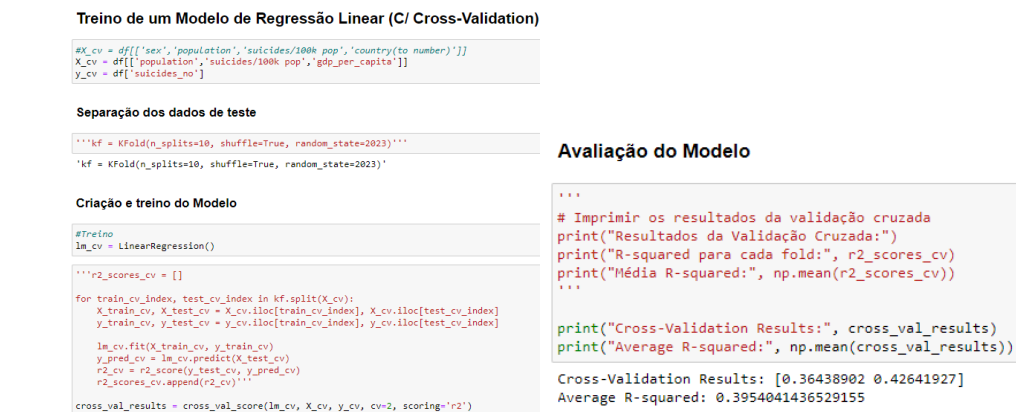 Treino de um Modelo de Regressão Linear (C/ Cross-Validation)
#X_cv = df[['sex','population','suicides/100k pop','country(to number)']]
X_cv = df[['population','suicides/100k pop','gdp_per_capita']]
y_cv = df['suicides_no']
Separação dos dados de teste
'''kf = KFold(n_splits=10, shuffle=True, random_state=2023)'''
'kf = KFold(n_splits=10, shuffle=True, random_state=2023)'
Criação e treino do Modelo
#Treino
lm_cv = LinearRegression()
'''r2_scores_cv = []
for train_cv_index, test_cv_index in kf.split(X_cv):
    X_train_cv, X_test_cv = X_cv.iloc[train_cv_index], X_cv.iloc[test_cv_index]
    y_train_cv, y_test_cv = y_cv.iloc[train_cv_index], y_cv.iloc[test_cv_index]
    lm_cv.fit(X_train_cv, y_train_cv)
    y_pred_cv = lm_cv.predict(X_test_cv)
    r2_cv = r2_score(y_test_cv, y_pred_cv)
    r2_scores_cv.append(r2_cv)'''
cross_val_results = cross_val_score(lm_cv, X_cv, y_cv, cv=2, scoring='r2')
Avaliação do Modelo
'''
# Imprimir os resultados da validação cruzada
print("Resultados da Validação Cruzada:")
print("R-squared para cada fold:", r2_scores_cv)
print("Média R-squared:", np.mean(r2_scores_cv))
'''
print("Cross-Validation Results:", cross_val_results)
print("Average R-squared:", np.mean(cross_val_results))
Cross-Validation Results: [0.36438902 0.42641927]
Average R-squared: 0.3954041436529155